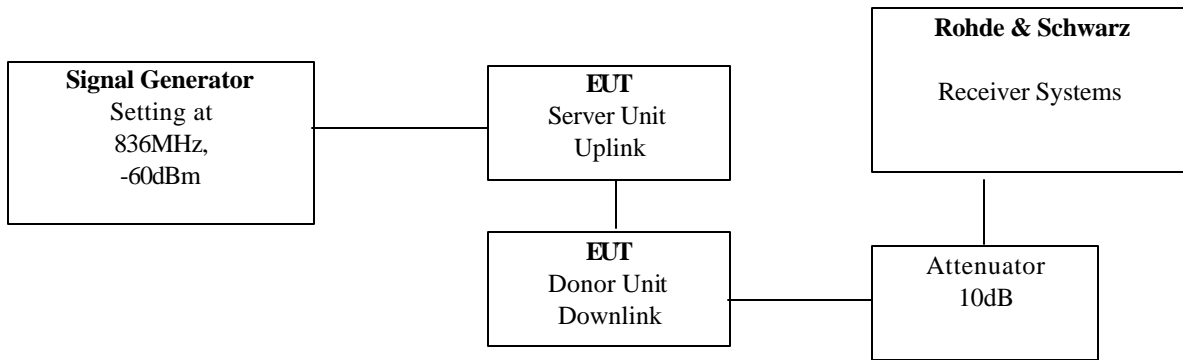 Signal Generator
Setting at
836MHz,
-60dBm
EUT
Server Unit
Uplink
Rohde & Schwarz
Receiver Systems
EUT
Donor Unit
Downlink
Attenuator
10dB